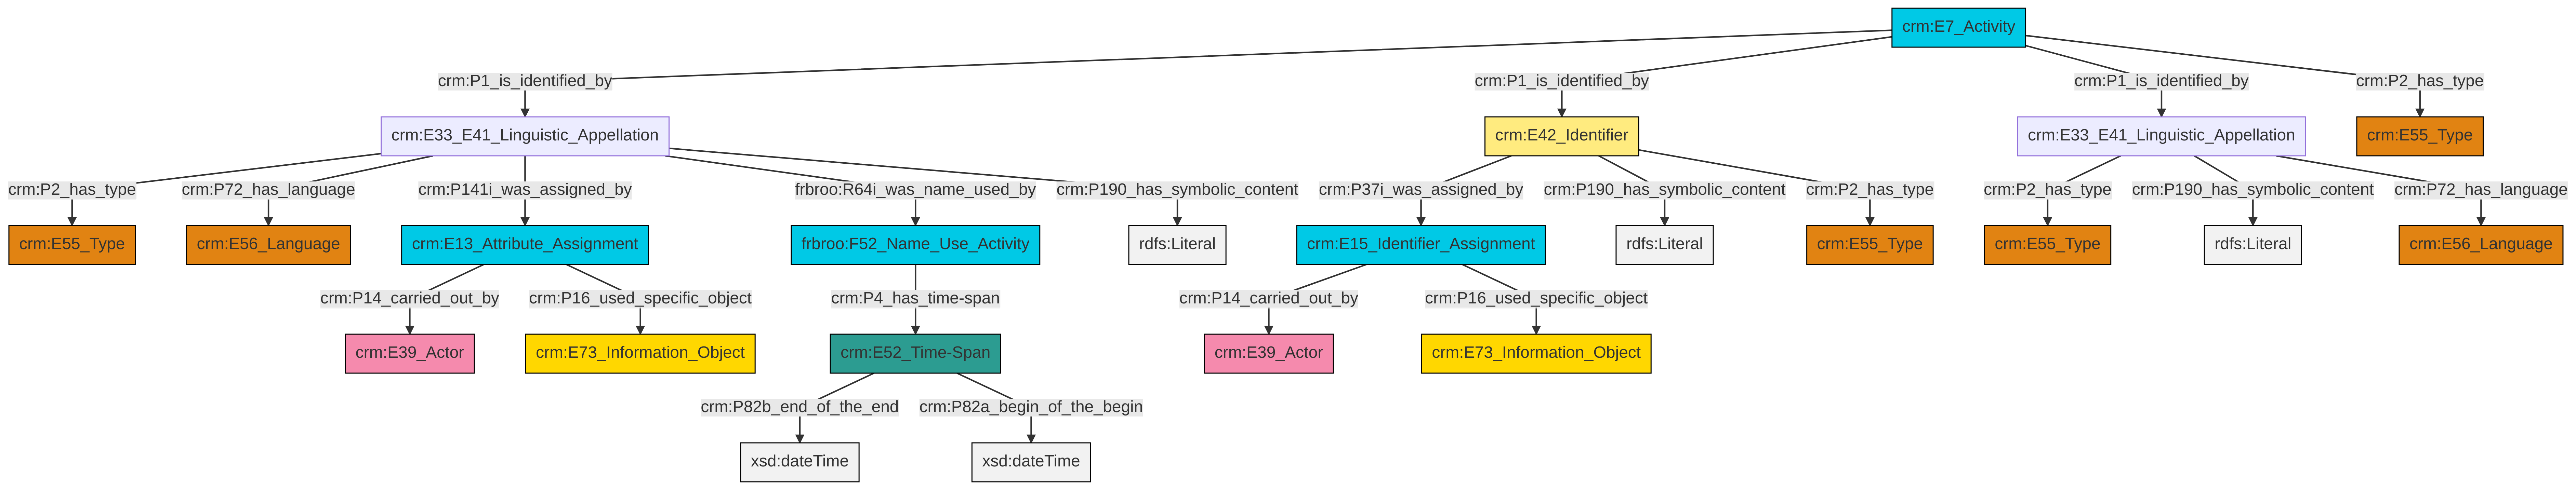 crm:E7_Activity
crm:P1_is_identified_by
crm:P1_is_identified_by
crm:P1_is_identified_by
crm:P2_has_type
crm:E33_E41_Linguistic_Appellation
crm:E42_Identifier
crm:E33_E41_Linguistic_Appellation
crm:E55_Type
crm:P2_has_type
crm:P72_has_language
crm:P141i_was_assigned_by
frbroo:R64i_was_name_used_by
crm:P190_has_symbolic_content
crm:P37i_was_assigned_by
crm:P190_has_symbolic_content
crm:P2_has_type
crm:P2_has_type
crm:P190_has_symbolic_content
crm:P72_has_language
crm:E55_Type
crm:E56_Language
crm:E13_Attribute_Assignment
frbroo:F52_Name_Use_Activity
rdfs:Literal
crm:E15_Identifier_Assignment
rdfs:Literal
crm:E55_Type
crm:E55_Type
rdfs:Literal
crm:E56_Language
crm:P14_carried_out_by
crm:P16_used_specific_object
crm:P4_has_time-span
crm:P14_carried_out_by
crm:P16_used_specific_object
crm:E39_Actor
crm:E73_Information_Object
crm:E52_Time-Span
crm:E39_Actor
crm:E73_Information_Object
crm:P82b_end_of_the_end
crm:P82a_begin_of_the_begin
xsd:dateTime
xsd:dateTime